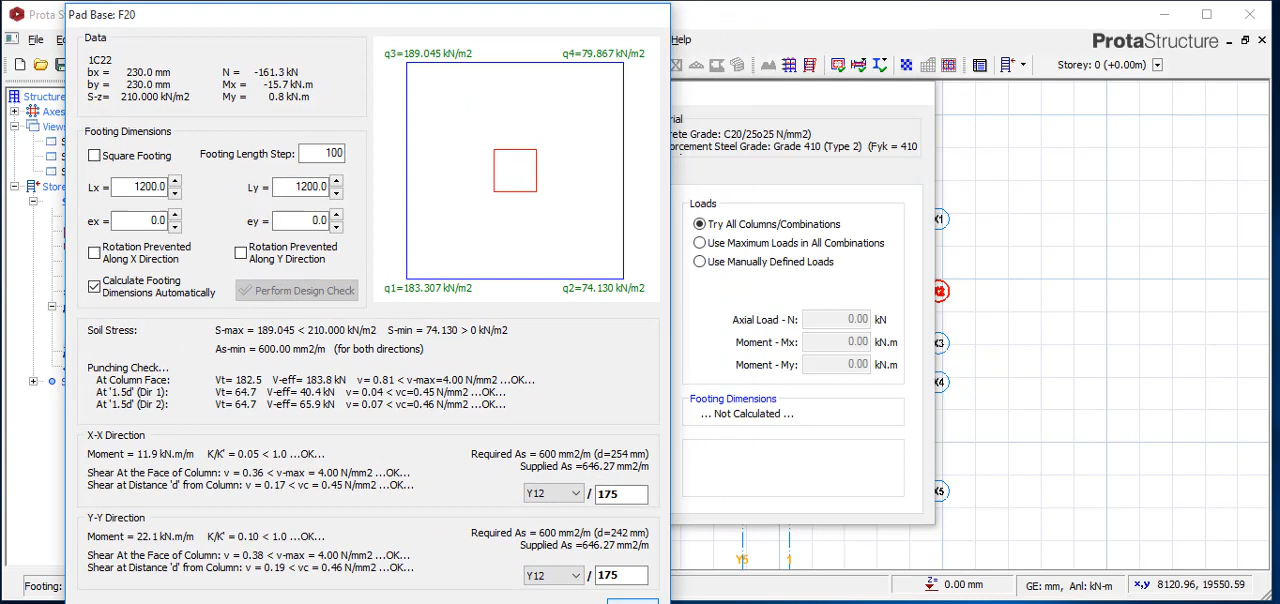 Prota S
Pad Base: F20
File
Help
ProtaStructure
Storey: 0 (+0.00m)
Structure
Axes
Views
S
S
S
Store
S
Data
1C22
bx = 230.0 mm N = -161.3 kN
by = 230.0 mm Mx = -15.7 kN.m
S-z= 210.000 kN/m2 My = 0.8 kN.m
Footing Dimensions
Square Footing Footing Length Step: 100
Lx = 1200.0 Ly = 1200.0
ex = 0.0 ey = 0.0
Rotation Prevented
Along X Direction
Rotation Prevented
Along Y Direction
Calculate Footing
Dimensions Automatically
Perform Design Check
q3=189.045 kN/m2 q4=79.867 kN/m2
q1=183.307 kN/m2 q2=74.130 kN/m2
Soil Stress: S-max = 189.045 < 210.000 kN/m2 S-min = 74.130 > 0 kN/m2
As-min = 600.00 mm2/m (for both directions)
Punching Check...
At Column Face: Vt= 182.5 V-eff= 183.8 kN v= 0.81 < v-max=4.00 N/mm2 ...OK...
At '1.5d' (Dir 1): Vt= 64.7 V-eff= 40.4 kN v= 0.04 < vc=0.45 N/mm2 ...OK...
At '1.5d' (Dir 2): Vt= 64.7 V-eff= 65.9 kN v= 0.07 < vc=0.46 N/mm2 ...OK...
X-X Direction
Moment = 11.9 kN.m/m K/K' = 0.05 < 1.0 ...OK...
Shear At the Face of Column: v = 0.36 < v-max = 4.00 N/mm2 ...OK...
Shear at Distance 'd' from Column: v = 0.17 < vc = 0.45 N/mm2 ...OK...
Required As = 600 mm2/m (d=254 mm)
Supplied As =646.27 mm2/m
Y12 / 175
Y-Y Direction
Moment = 22.1 kN.m/m K/K' = 0.10 < 1.0 ...OK...
Shear At the Face of Column: v = 0.38 < v-max = 4.00 N/mm2 ...OK...
Shear at Distance 'd' from Column: v = 0.19 < vc = 0.46 N/mm2 ...OK...
Required As = 600 mm2/m (d=242 mm)
Supplied As =646.27 mm2/m
Y12 / 175
rial
rete Grade: C20/25o25 N/mm2)
forcement Steel Grade: Grade 410 (Type 2) (Fyk = 410
Loads
Try All Columns/Combinations
Use Maximum Loads in All Combinations
Use Manually Defined Loads
Axial Load - N: 0.00 kN
Moment - Mx: 0.00 kN.m
Moment - My: 0.00 kN.m
Footing Dimensions
... Not Calculated ...
X1
X3
X4
X5
Y5 1
Footing:
Z= 0.00 mm
GE: mm, Anl: kN-m
x,y 8120.96, 19550.59